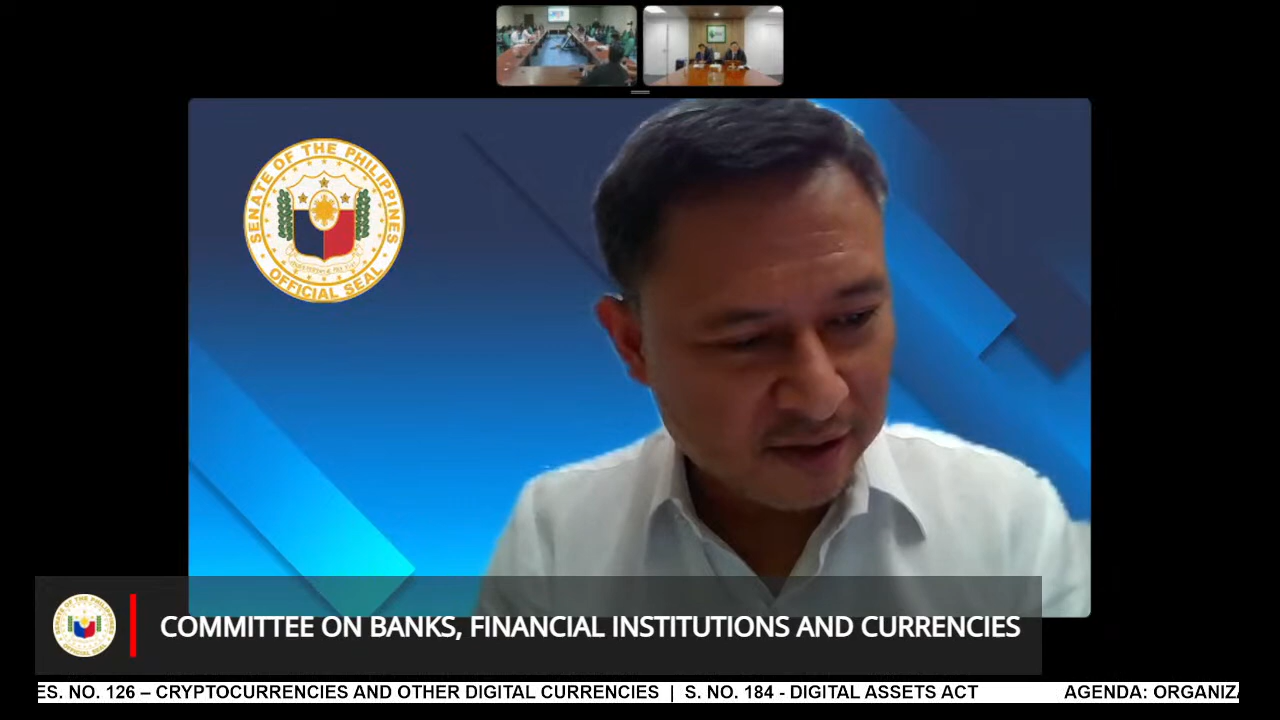 SENATE OF THE PHILIPPINES
OFFICIAL SEAL
COMMITTEE ON BANKS, FINANCIAL INSTITUTIONS AND CURRENCIES
ES. NO. 126 – CRYPTOCURRENCIES AND OTHER DIGITAL CURRENCIES | S. NO. 184 - DIGITAL ASSETS ACT AGENDA: ORGANIZA